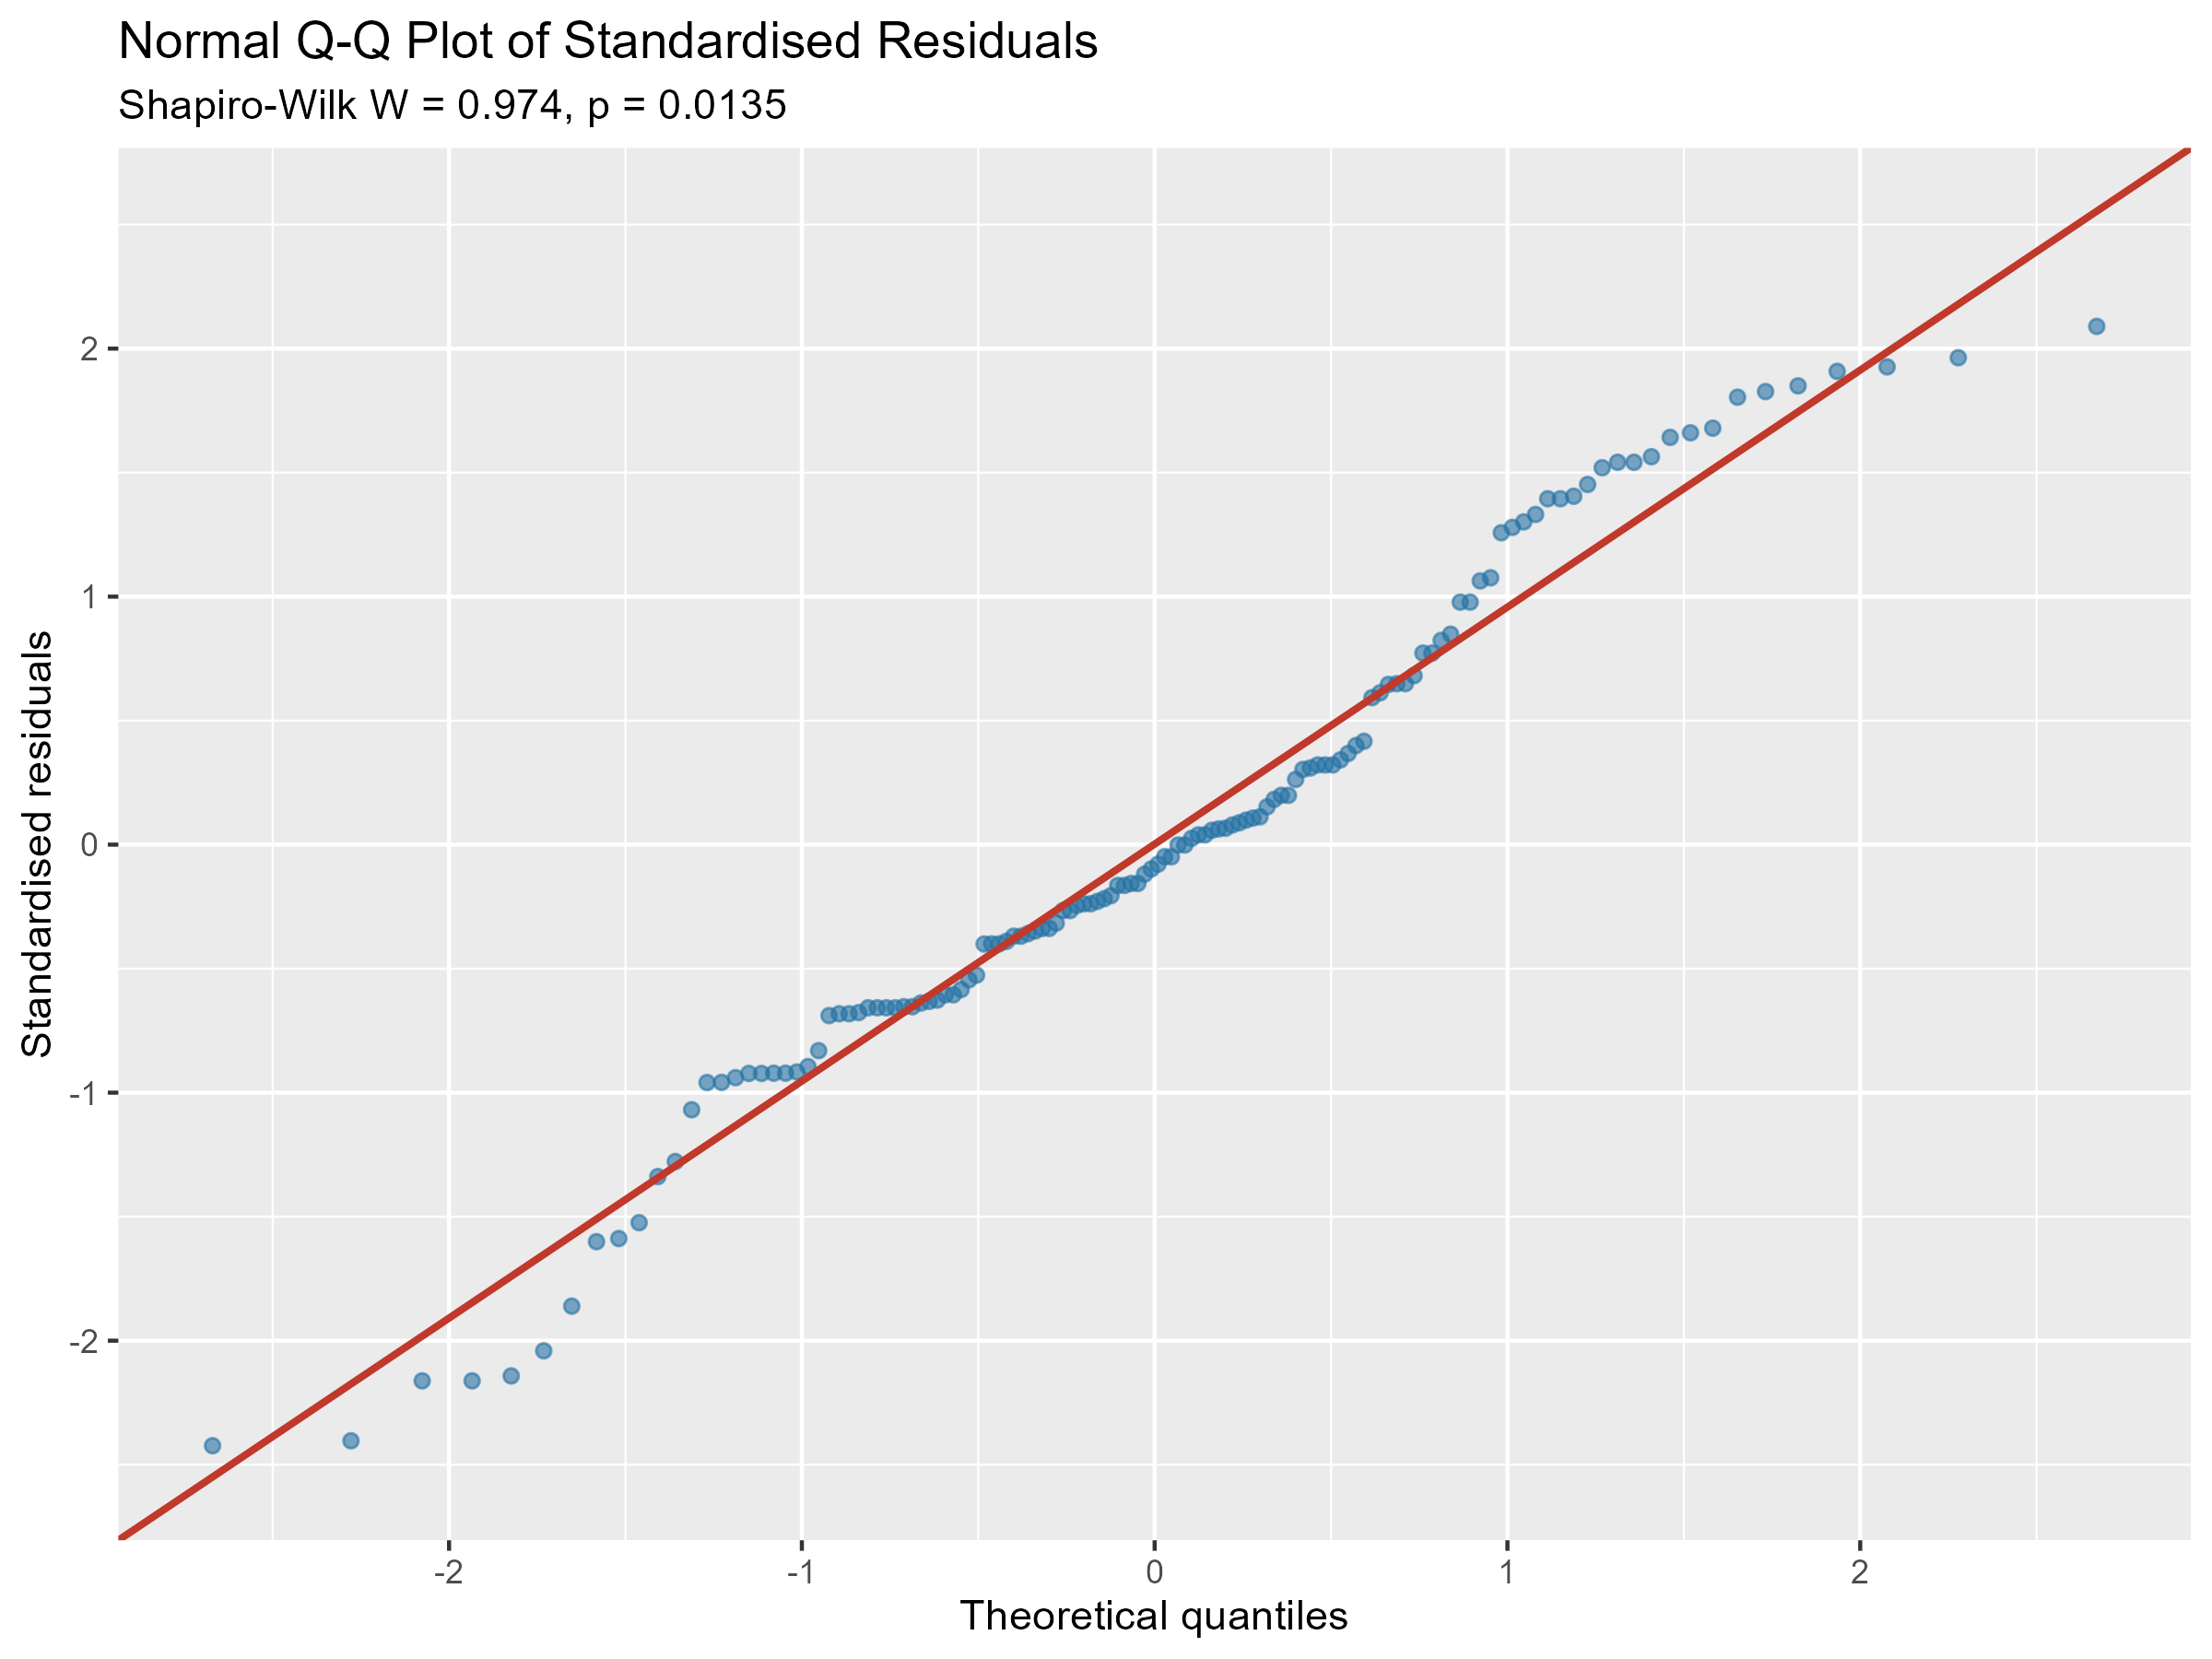 Normal Q-Q Plot of Standardised Residuals
Shapiro-Wilk W = 0.974, p = 0.0135
Standardised residuals
2
1
0
-1
-2
-2
-1
0
1
2
Theoretical quantiles